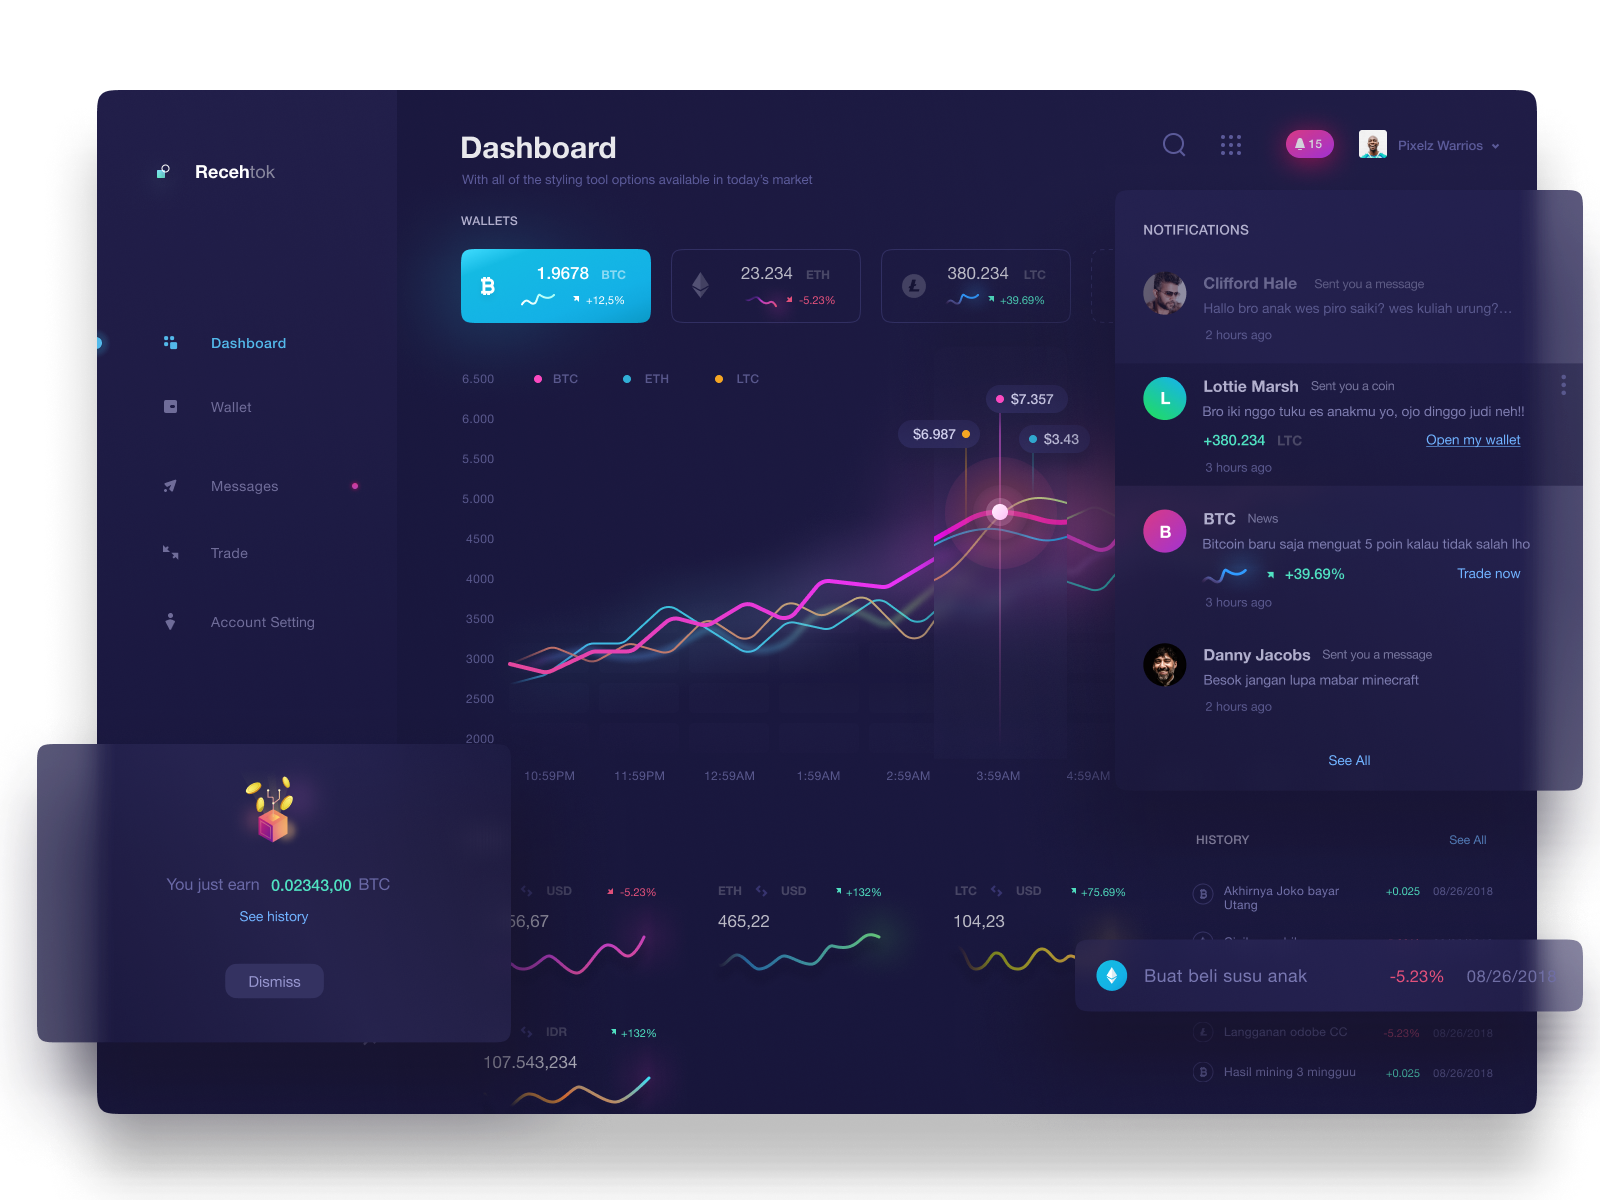 Recehtok
Dashboard
With all of the styling tool options available in today's market
15
Pixelz Warrios
WALLETS
1.9678 BTC
+12,5%
23.234 ETH
-5.23%
380.234 LTC
+39.69%
Dashboard
Wallet
Messages
Trade
Account Setting
BTC
ETH
LTC
6.500
6.000
5.500
5.000
4500
4000
3500
3000
2500
2000
$7.357
$6.987
$3.43
10:59PM
11:59PM
12:59AM
1:59AM
2:59AM
3:59AM
4:59AM
NOTIFICATIONS
Clifford Hale Sent you a message
Hallo bro anak wes piro saiki? wes kuliah urung?...
2 hours ago
L
Lottie Marsh Sent you a coin
Bro iki nggo tuku es anakmu yo, ojo dinggo judi neh!!
+380.234 LTC Open my wallet
3 hours ago
B
BTC News
Bitcoin baru saja menguat 5 poin kalau tidak salah lho
+39.69% Trade now
3 hours ago
Danny Jacobs Sent you a message
Besok jangan lupa mabar minecraft
2 hours ago
See All
You just earn 0.02343,00 BTC
See history
Dismiss
USD -5.23%
56,67
ETH USD +132%
465,22
LTC USD +75.69%
104,23
IDR +132%
107.543,234
HISTORY See All
Akhirnya Joko bayar
Utang
+0.025 08/26/2018
Buat beli susu anak -5.23% 08/26/2018
Langganan odobe CC -5.23% 08/26/2018
Hasil mining 3 mingguu +0.025 08/26/2018